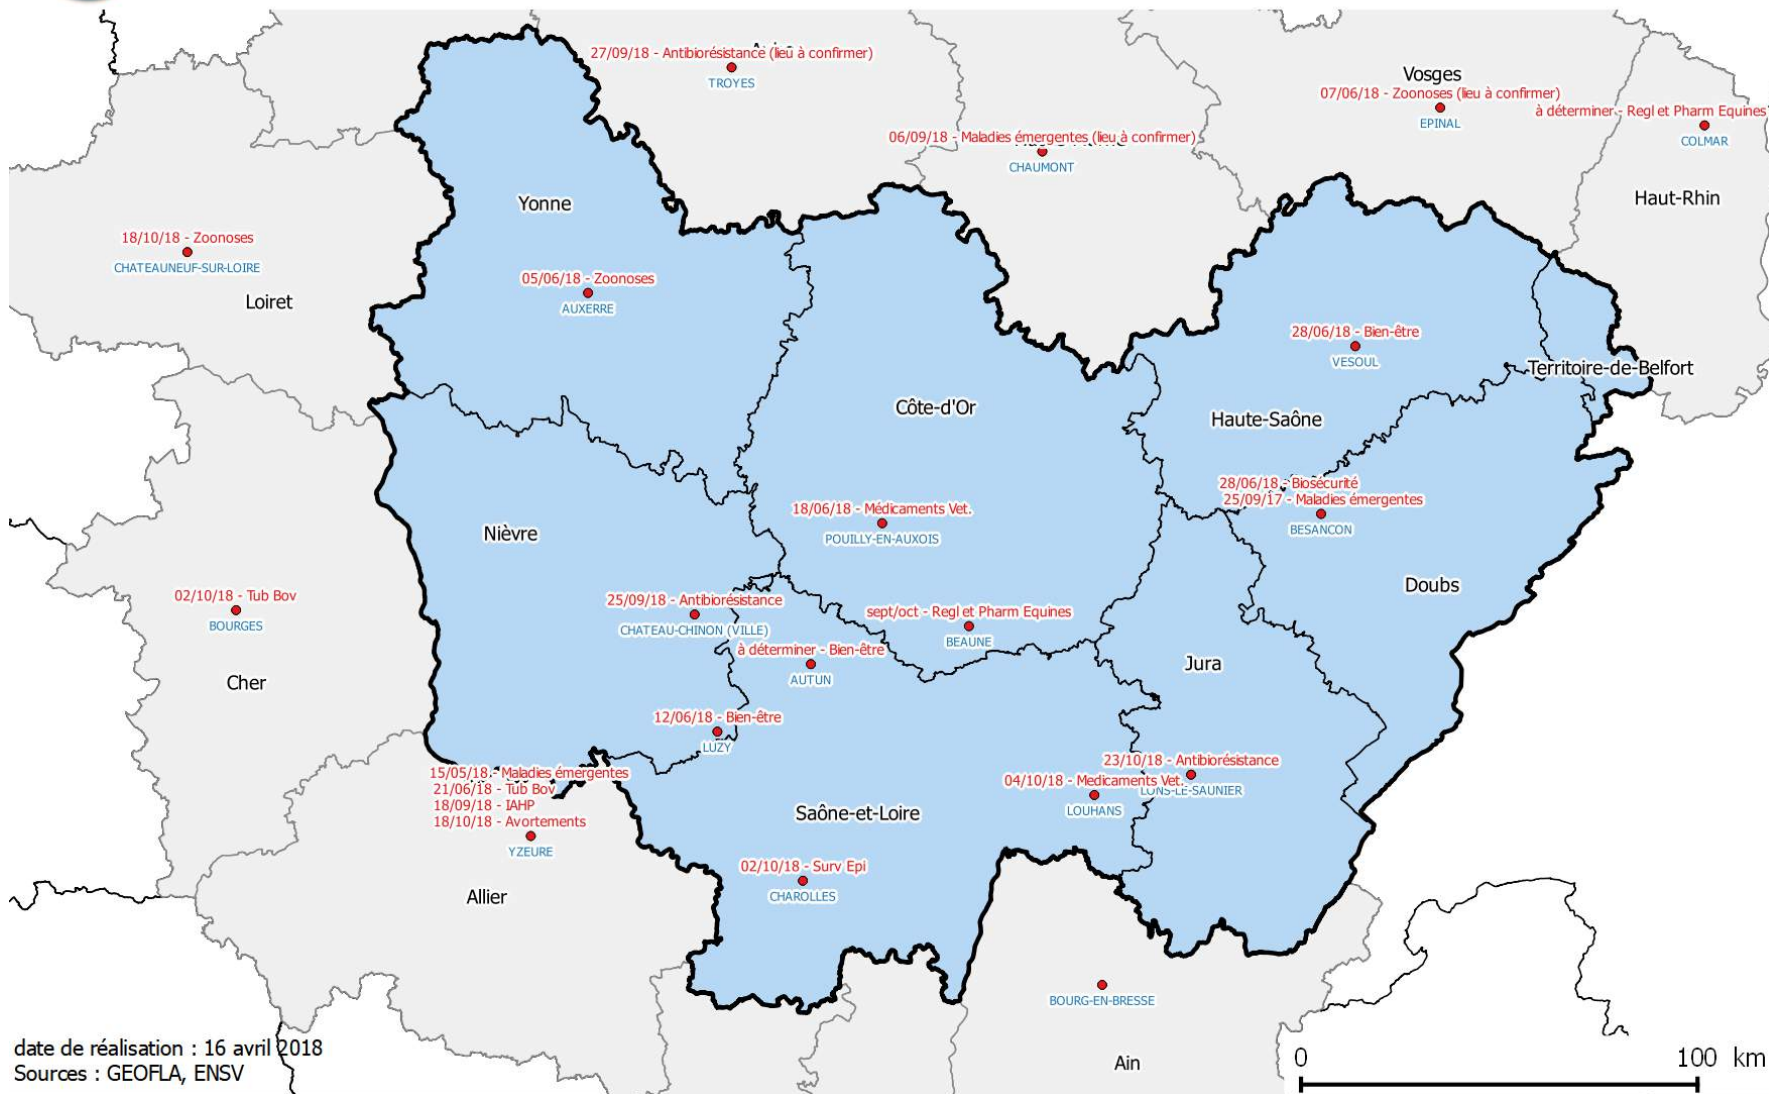 27/09/18 - Antibiorésistance (lieu à confirmer)
TROYES
Vosges
07/06/18 - Zoonoses (lieu à confirmer)
EPINAL
à déterminer - Regl et Pharm Equines
COLMAR
06/09/18 - Maladies émergentes (lieu à confirmer)
CHAUMONT
Haut-Rhin
Yonne
18/10/18 - Zoonoses
CHATEAUNEUF-SUR-LOIRE
Loiret
05/06/18 - Zoonoses
AUXERRE
28/06/18 - Bien-être
VESOUL
Territoire-de-Belfort
Côte-d'Or
Haute-Saône
28/06/18 - Biosécurité
25/09/17 - Maladies émergentes
BESANCON
18/06/18 - Médicaments Vet.
POUILLY-EN-AUXOIS
Nièvre
Doubs
02/10/18 - Tub Bov
BOURGES
25/09/18 - Antibiorésistance
CHATEAU-CHINON (VILLE)
sept/oct - Regl et Pharm Equines
BEAUNE
à déterminer - Bien-être
AUTUN
Jura
Cher
12/06/18 - Bien-être
LUZY
15/05/18 - Maladies émergentes
21/06/18 - Tub Bov
18/09/18 - IAHP
18/10/18 - Avortements
YZEURE
23/10/18 - Antibiorésistance
LONS-LE-SAUNIER
04/10/18 - Medicaments Vet.
LOUHANS
Saône-et-Loire
02/10/18 - Surv Epi
CHAROLLES
Allier
BOURG-EN-BRESSE
Ain
date de réalisation : 16 avril 2018
Sources : GEOFLA, ENSV
0 100 km